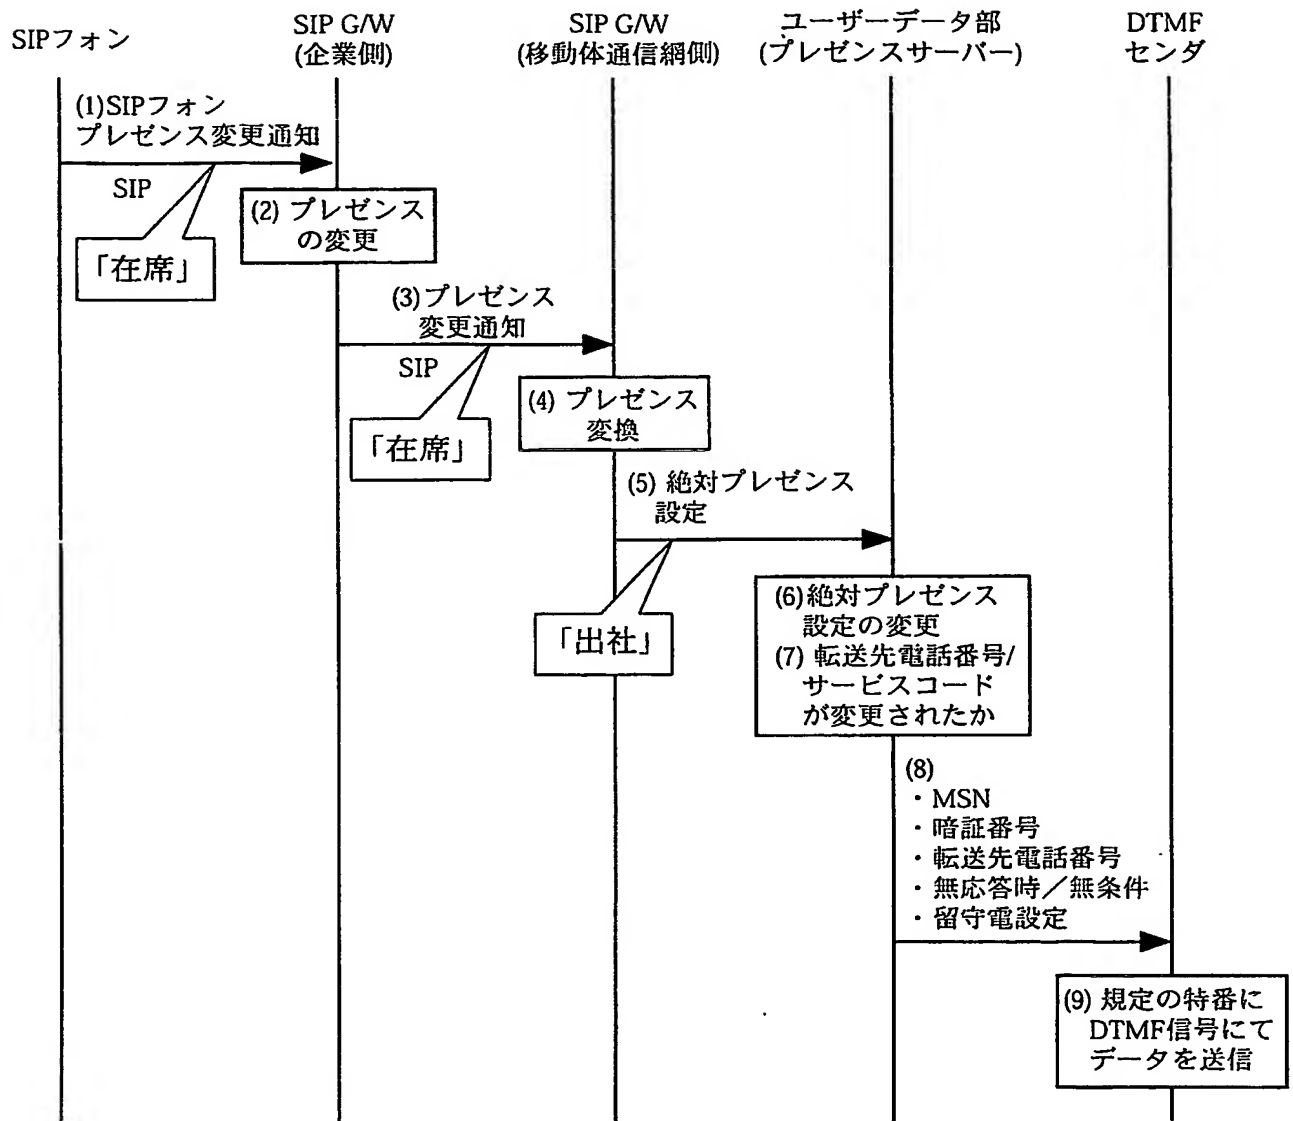 SIPフォン
SIP G/W
(企業側)
SIP G/W
(移動体通信網側)
ユーザーデータ部
(プレゼンスサーバー)
DTMF
センダ
(1)SIPフォン
プレゼンス変更通知
SIP
「在席」
(2) プレゼンス
の変更
(3)プレゼンス
変更通知
SIP
「在席」
(4) プレゼンス
変換
(5) 絶対プレゼンス
設定
「出社」
(6)絶対プレゼンス
設定の変更
(7) 転送先電話番号/
サービスコード
が変更されたか
(8)
・MSN
・暗証番号
・転送先電話番号
・無応答時／無条件
・留守電設定
(9) 規定の特番に
DTMF信号にて
データを送信